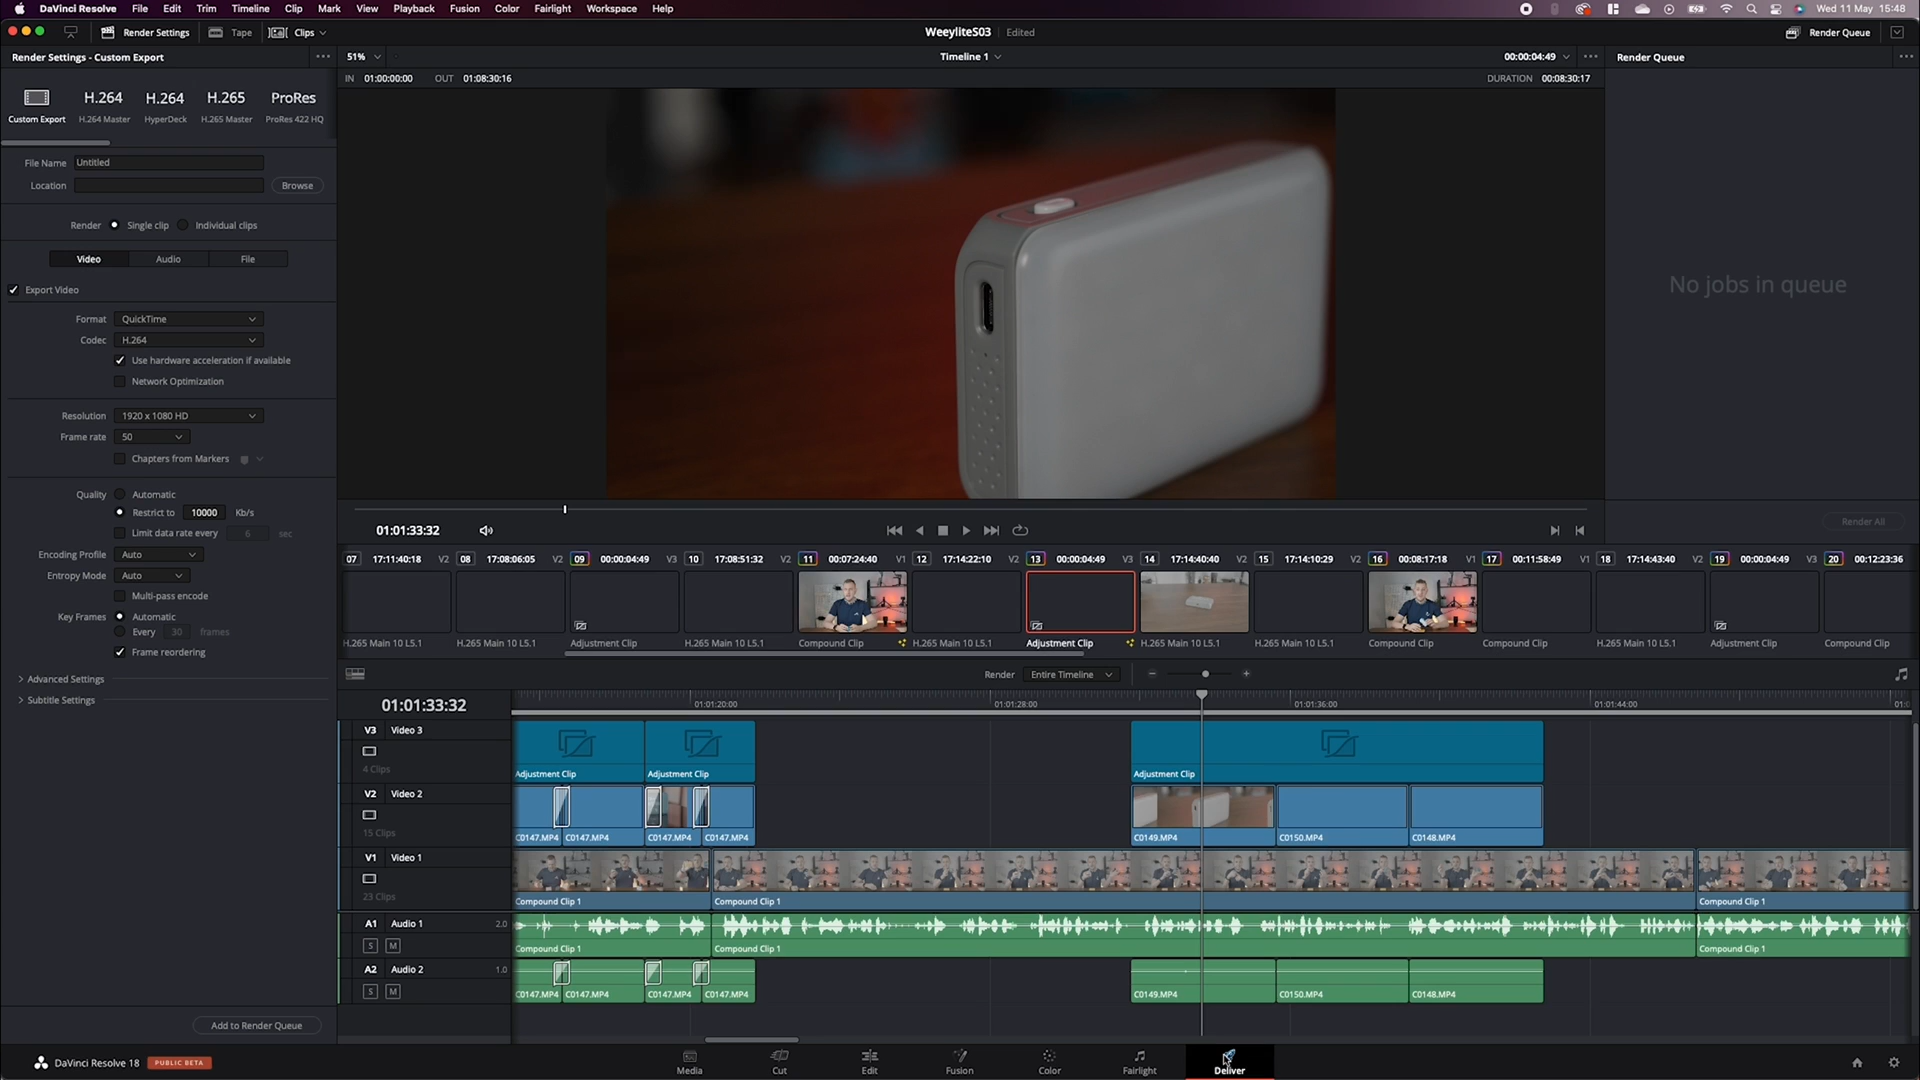 DaVinci Resolve File Edit Trim Timeline Clip Mark View Playback Fusion Color Fairlight Workspace Help
Wed 11 May 15:48
Render Settings Tape Clips
WeeyliteS03 Edited
Render Queue
Render Settings - Custom Export
51%
Timeline 1
00:00:04:49
Render Queue
IN 01:00:00:00 OUT 01:08:30:16
DURATION 00:08:30:17
H.264 H.264 H.265 ProRes
Custom Export H.264 Master HyperDeck H.265 Master ProRes 422 HQ
File Name Untitled
Location Browse
Render Single clip Individual clips
Video Audio File
Export Video
Format QuickTime
Codec H.264
Use hardware acceleration if available
Network Optimization
Resolution 1920 x 1080 HD
Frame rate 50
Chapters from Markers
Quality Automatic
Restrict to 10000 Kb/s
Limit data rate every 6 sec
Encoding Profile Auto
Entropy Mode Auto
Multi-pass encode
Key Frames Automatic
Every 30 frames
Frame reordering
Advanced Settings
Subtitle Settings
Add to Render Queue
No jobs in queue
Render All
01:01:33:32
07 17:11:40:18 V2 08 17:08:06:05 V2 09 00:00:04:49 V3 10 17:08:51:32 V2 11 00:07:24:40 V1 12 17:14:22:10 V2 13 00:00:04:49 V3 14 17:14:40:40 V2 15 17:14:10:29 V2 16 00:08:17:18 V1 17 00:11:58:49 V1 18 17:14:43:40 V2 19 00:00:04:49 V3 20 00:12:23:36
H.265 Main 10 L5.1 H.265 Main 10 L5.1 Adjustment Clip H.265 Main 10 L5.1 Compound Clip H.265 Main 10 L5.1 Adjustment Clip H.265 Main 10 L5.1 H.265 Main 10 L5.1 Compound Clip Compound Clip H.265 Main 10 L5.1 Adjustment Clip Compound Clip
Render Entire Timeline
01:01:33:32
01:01:20:00 01:01:28:00 01:01:36:00 01:01:44:00
V3 Video 3
4 Clips
Adjustment Clip Adjustment Clip Adjustment Clip
V2 Video 2
15 Clips
C0147.MP4 C0147.MP4 C0147.MP4 C0147.MP4 C0149.MP4 C0150.MP4 C0148.MP4
V1 Video 1
23 Clips
Compound Clip 1 Compound Clip 1 Compound Clip 1
A1 Audio 1 2.0
S M
Compound Clip 1 Compound Clip 1 Compound Clip 1
A2 Audio 2 1.0
S M
C0147.MP4 C0147.MP4 C0147.MP4 C0147.MP4 C0149.MP4 C0150.MP4 C0148.MP4
DaVinci Resolve 18 PUBLIC BETA
Media Cut Edit Fusion Color Fairlight Deliver